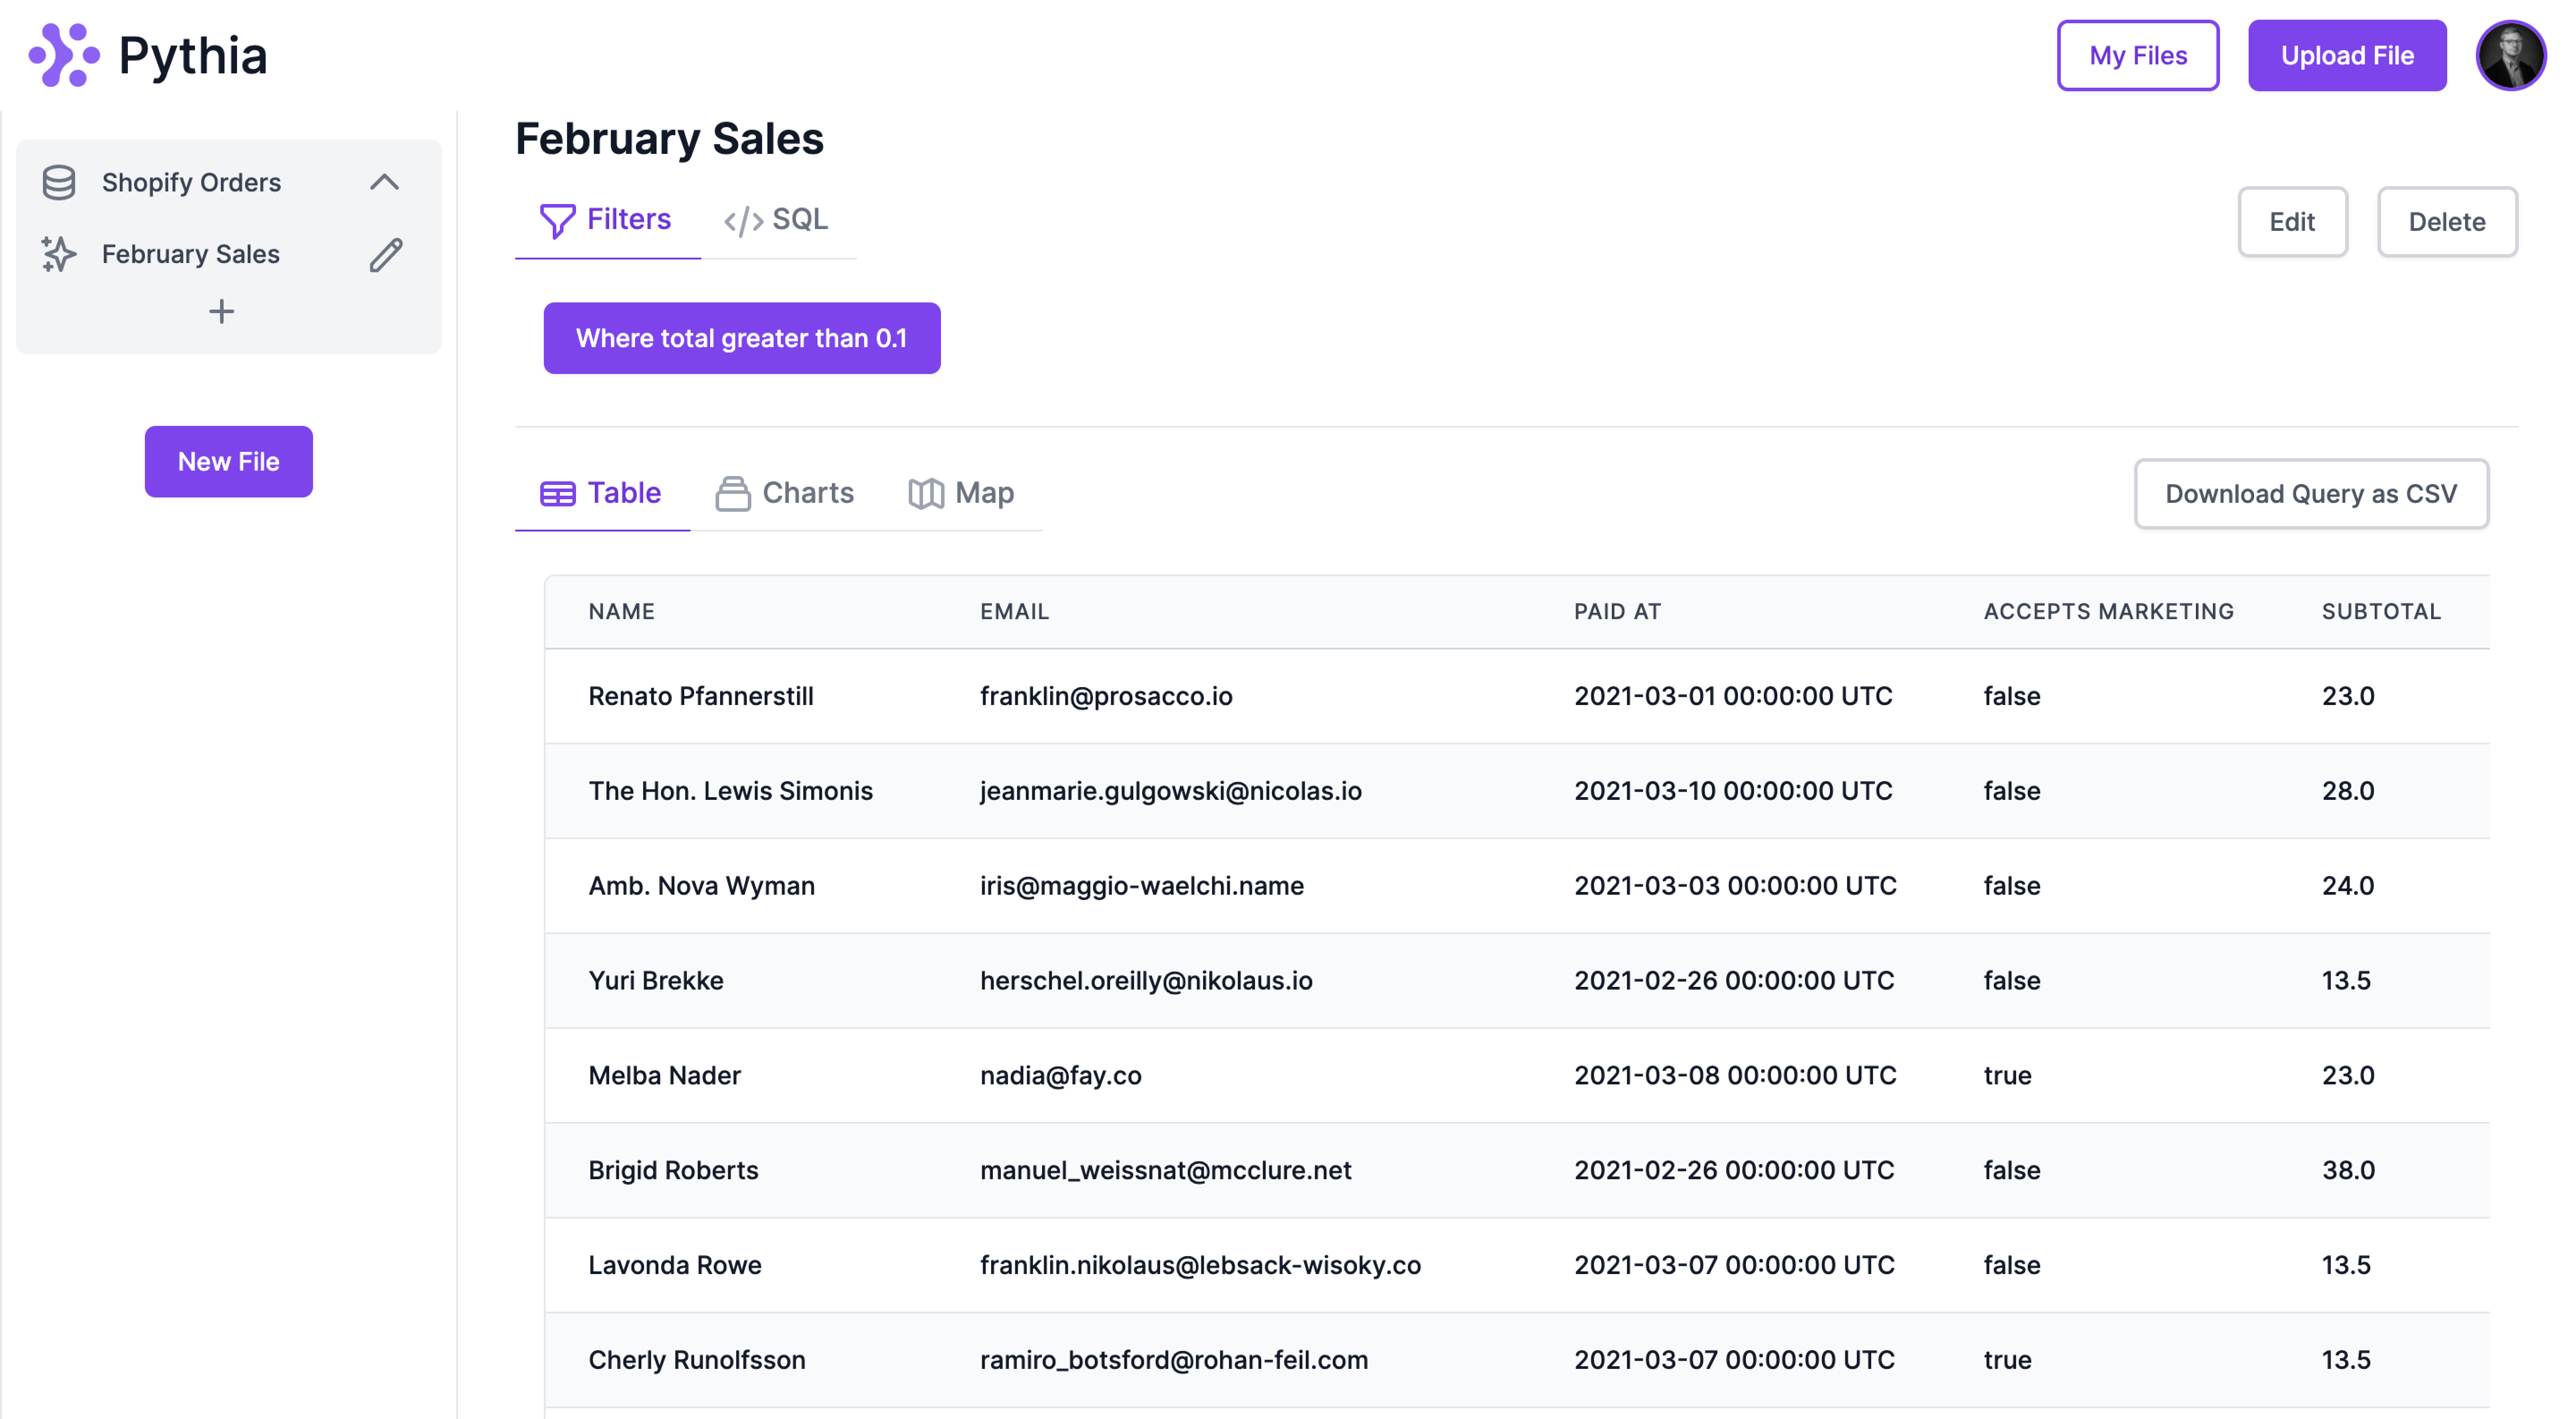 Pythia
My Files
Upload File
Shopify Orders
February Sales
New File
February Sales
Filters
</> SQL
Edit
Delete
Where total greater than 0.1
Table
Charts
Map
Download Query as CSV
NAME EMAIL PAID AT ACCEPTS MARKETING SUBTOTAL
Renato Pfannerstill franklin@prosacco.io 2021-03-01 00:00:00 UTC false 23.0
The Hon. Lewis Simonis jeanmarie.gulgowski@nicolas.io 2021-03-10 00:00:00 UTC false 28.0
Amb. Nova Wyman iris@maggio-waelchi.name 2021-03-03 00:00:00 UTC false 24.0
Yuri Brekke herschel.oreilly@nikolaus.io 2021-02-26 00:00:00 UTC false 13.5
Melba Nader nadia@fay.co 2021-03-08 00:00:00 UTC true 23.0
Brigid Roberts manuel_weissnat@mcclure.net 2021-02-26 00:00:00 UTC false 38.0
Lavonda Rowe franklin.nikolaus@lebsack-wisoky.co 2021-03-07 00:00:00 UTC false 13.5
Cherly Runolfsson ramiro_botsford@rohan-feil.com 2021-03-07 00:00:00 UTC true 13.5